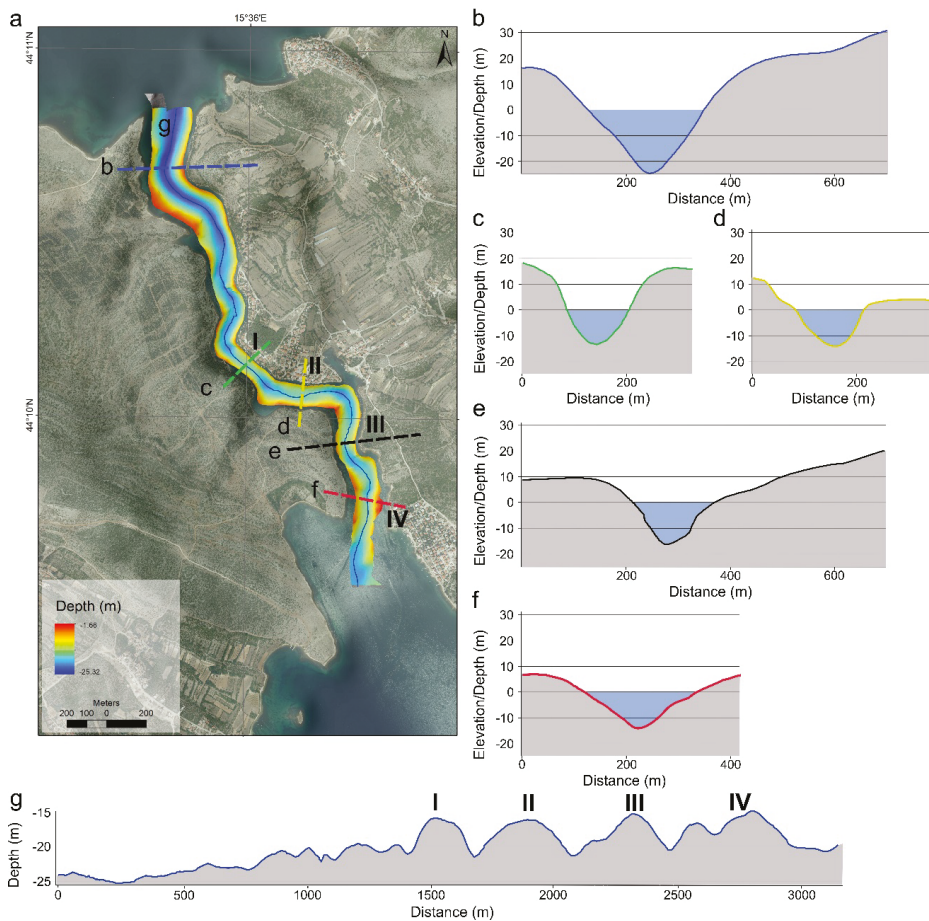 a
15°36'E
44°11'N
N
g
b
I
II
c
d
44°10'N
III
e
f
IV
Depth (m)
-1.66
-25.32
Meters
200 100 0 200
b
Elevation/Depth (m)
30
20
10
0
-10
-20
200 400 600
Distance (m)
c
Elevation/Depth (m)
30
20
10
0
-10
-20
0 200
Distance (m)
d
Elevation/Depth (m)
30
20
10
0
-10
-20
0 200
Distance (m)
e
Elevation/Depth (m)
30
20
10
0
-10
-20
0 200 400 600
Distance (m)
f
Elevation/Depth (m)
30
20
10
0
-10
-20
0 200 400
Distance (m)
g
I II III IV
Depth (m)
-15
-20
-25
0 500 1000 1500 2000 2500 3000
Distance (m)